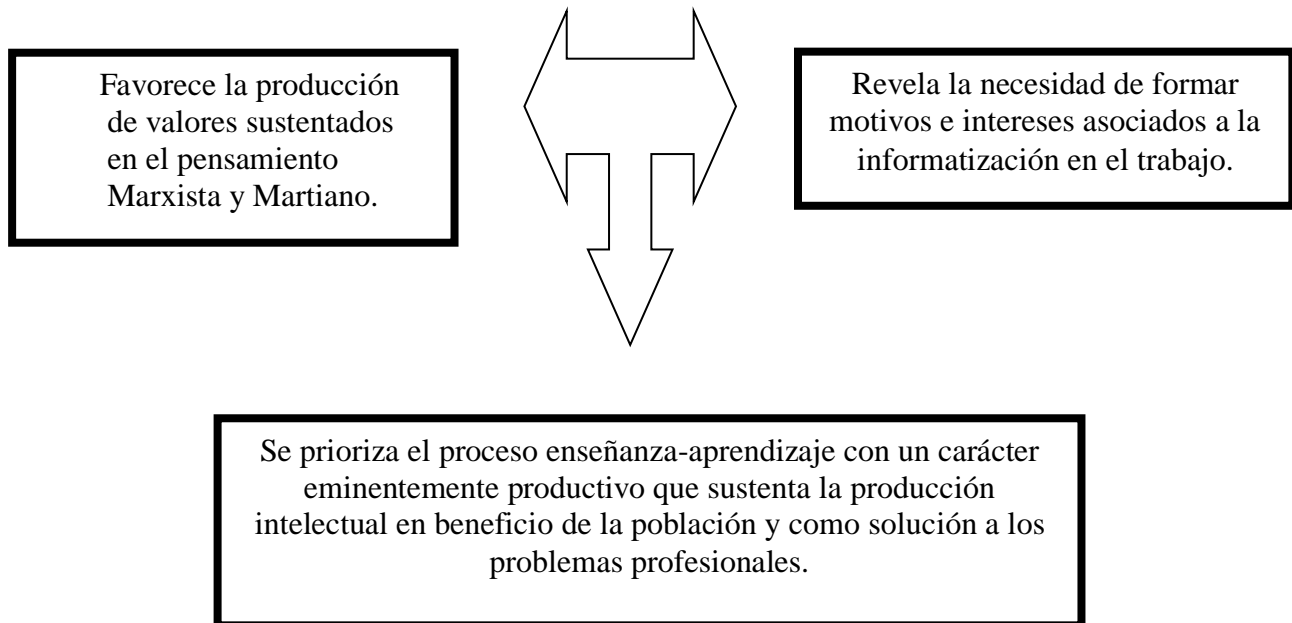 Favorece la producción
de valores sustentados
en el pensamiento
Marxista y Martiano.
Revela la necesidad de formar
motivos e intereses asociados a la
informatización en el trabajo.
Se prioriza el proceso enseñanza-aprendizaje con un carácter
eminentemente productivo que sustenta la producción
intelectual en beneficio de la población y como solución a los
problemas profesionales.